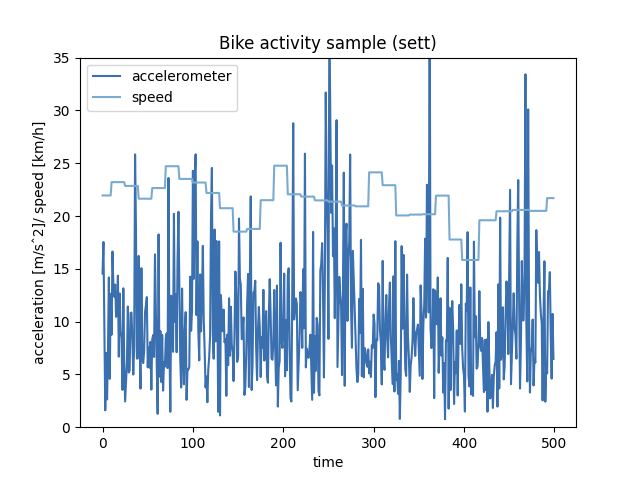 Bike activity sample (sett)
accelerometer
speed
35
30
25
20
15
10
5
0
acceleration [m/sˆ2]/ speed [km/h]
0 100 200 300 400 500
time